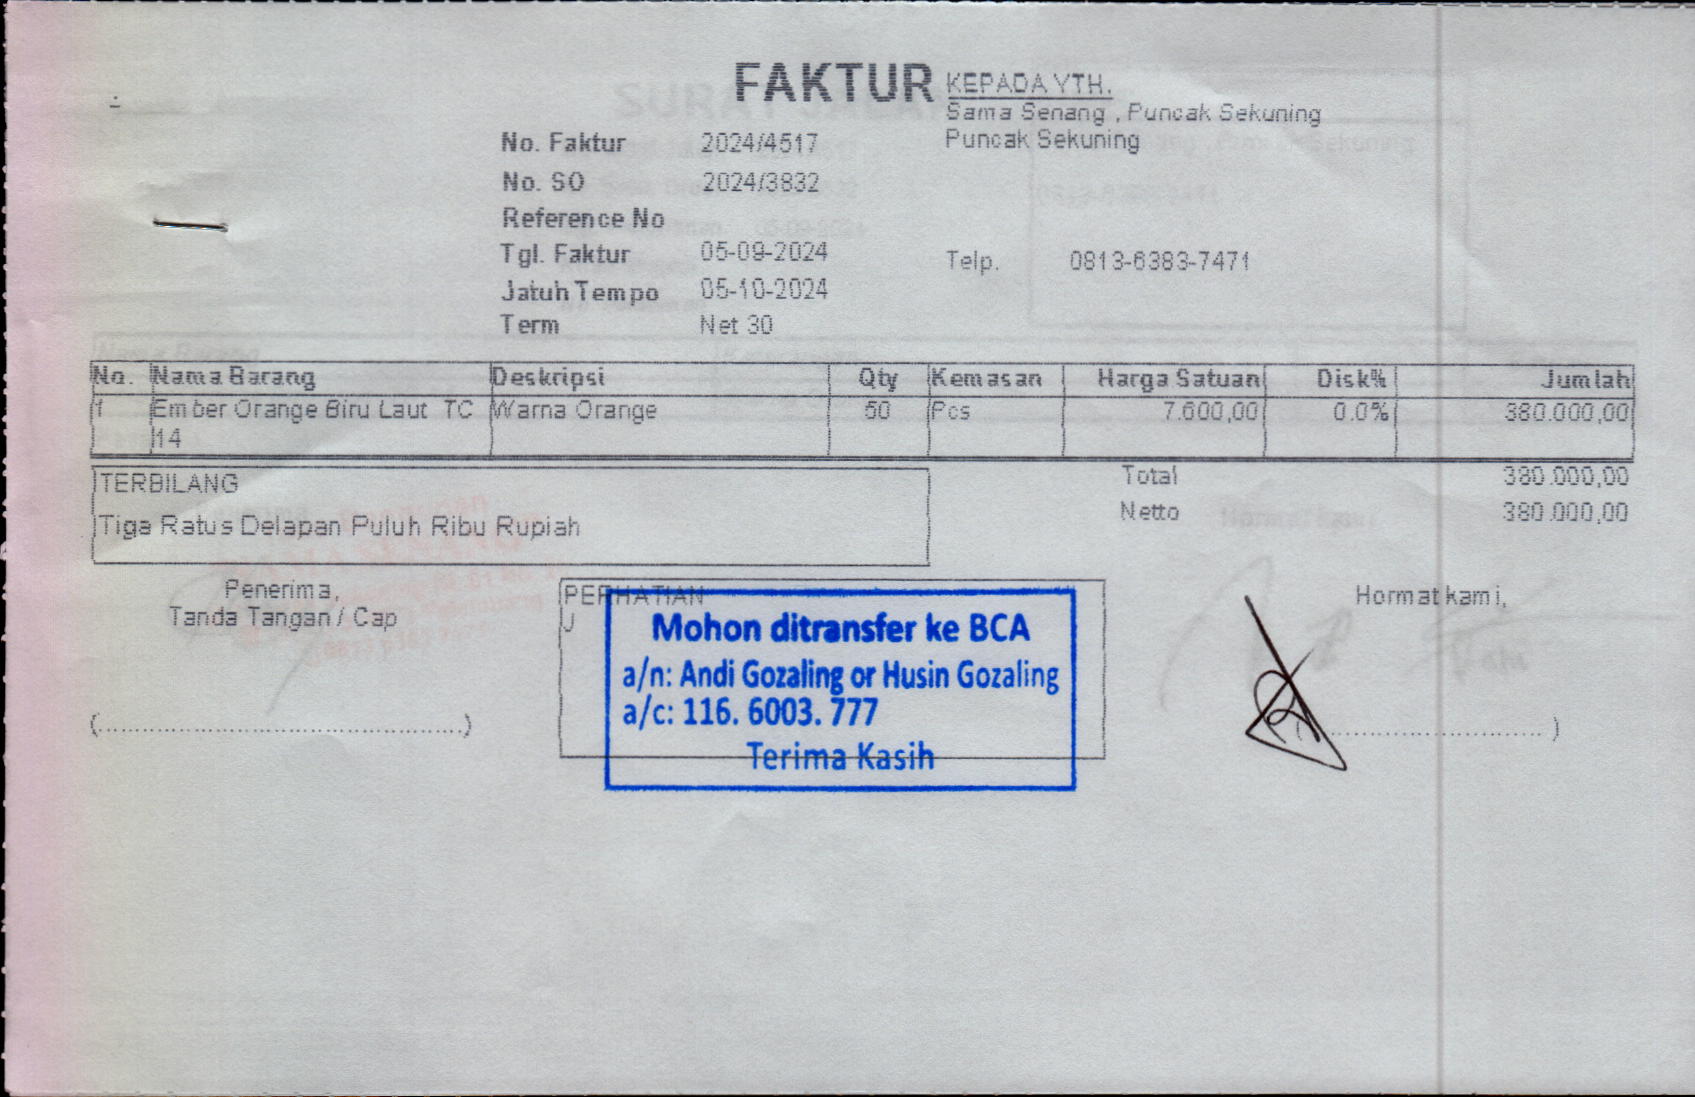 FAKTUR
No. Faktur 2024/4517
No. SO 2024/3832
Reference No
Tgl. Faktur 05-09-2024
Jatuh Tempo 05-10-2024
Term Net 30
KEPADA YTH.
Sama Senang , Puncak Sekuning
Puncak Sekuning
Telp. 0813-6383-7471
No. Nama Barang Deskripsi Qty Kemasan Harga Satuan Disk% Jumlah
1 Ember Orange Biru Laut TC Warna Orange 50 Pcs 7.600,00 0.0% 380.000,00
14
TERBILANG
Tiga Ratus Delapan Puluh Ribu Rupiah
Total 380.000,00
Netto 380.000,00
Penerima,
Tanda Tangan / Cap
(................................................)
PERHATIAN
Mohon ditransfer ke BCA
a/n: Andi Gozaling or Husin Gozaling
a/c: 116. 6003. 777
Terima Kasih
Hormat kami,